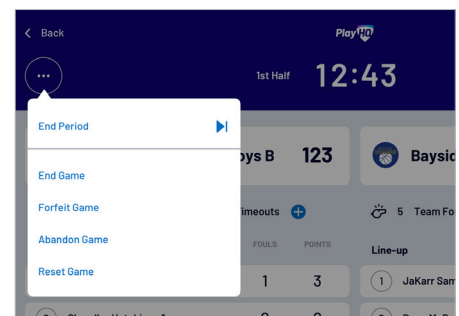 Back
PlayHQ
1st Half 12:43
End Period
End Game
Forfeit Game
Abandon Game
Reset Game
oys B 123
Baysid
imeouts
5 Team Fo
FOULS POINTS
Line-up
1 3
1 JaKarr Sam